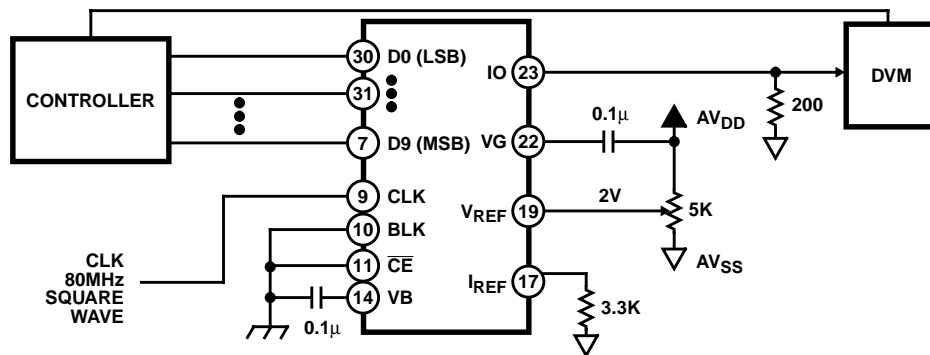 CONTROLLER
30 D0 (LSB)
31
7 D9 (MSB)
9 CLK
10 BLK
11 CE
14 VB
0.1μ
CLK
80MHz
SQUARE
WAVE
IO 23
VG 22
VREF 19
IREF 17
0.1μ
AVDD
2V
5K
AVSS
3.3K
200
DVM